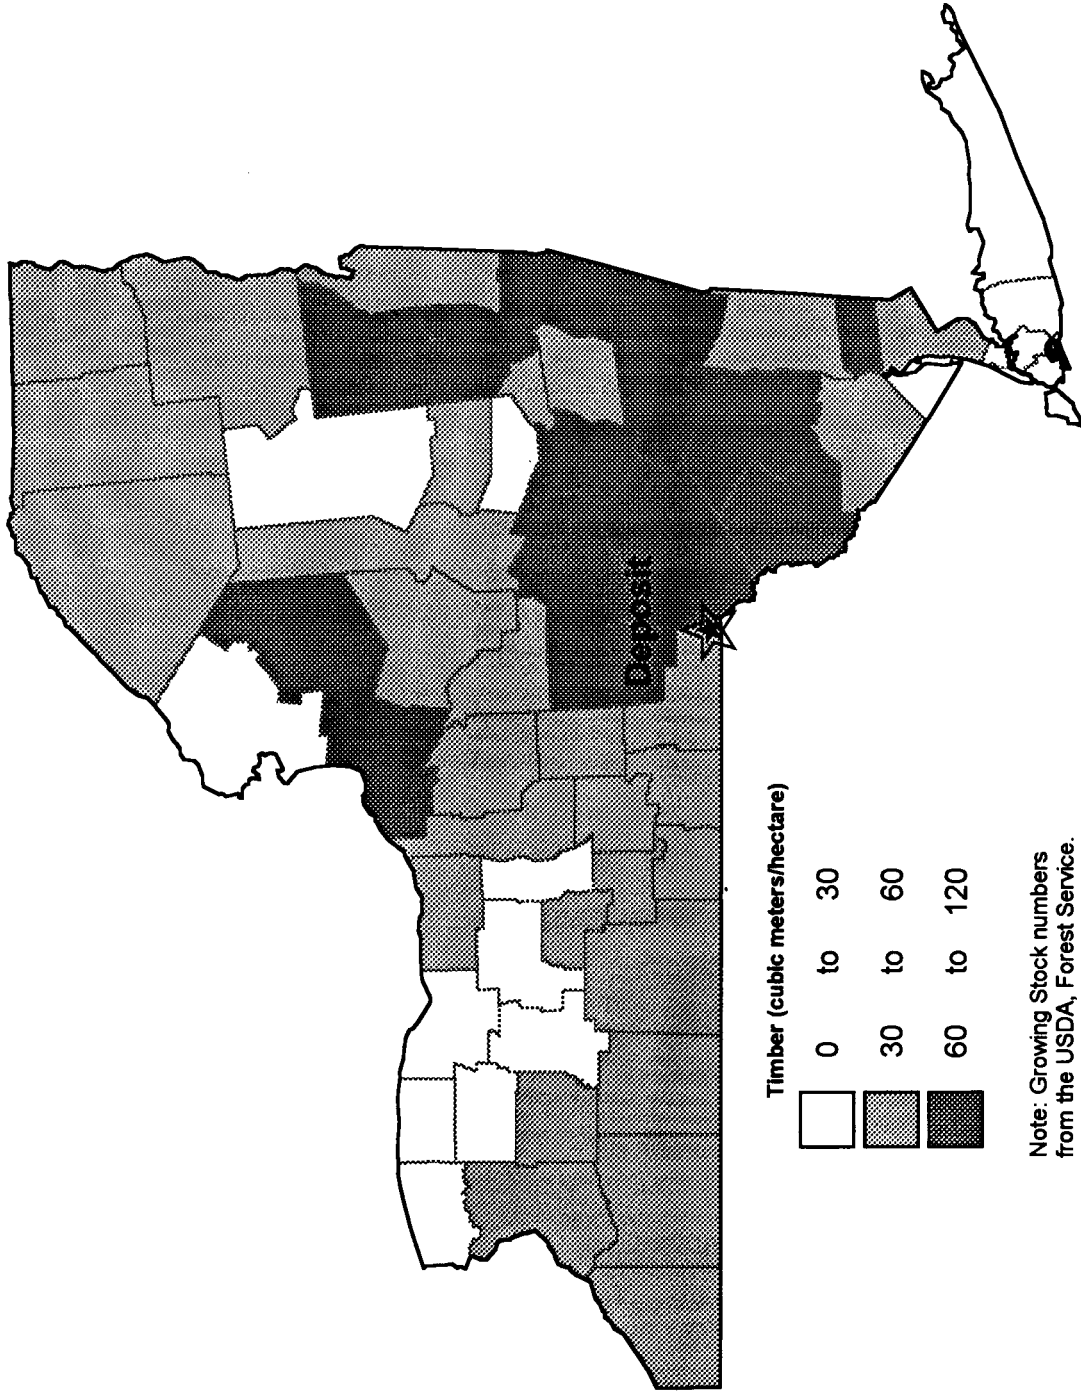 Deposit
Timber (cubic meters/hectare)
0 to 30
30 to 60
60 to 120
Note: Growing Stock numbers
from the USDA, Forest Service.